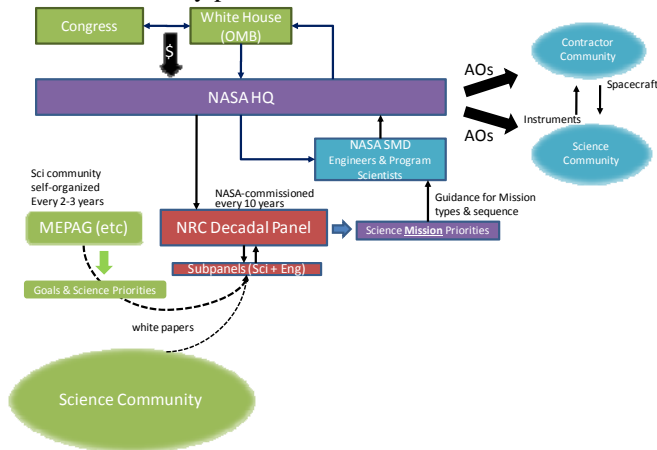 Congress
White House
(OMB)
$
NASA HQ
AOs
AOs
Contractor
Community
Spacecraft
Instruments
Science
Community
NASA SMD
Engineers & Program
Scientists
Sci community
self-organized
Every 2-3 years
MEPAG (etc)
NASA-commissioned
every 10 years
NRC Decadal Panel
Guidance for Mission
types & sequence
Science Mission Priorities
Subpanels (Sci + Eng)
Goals & Science Priorities
white papers
Science Community